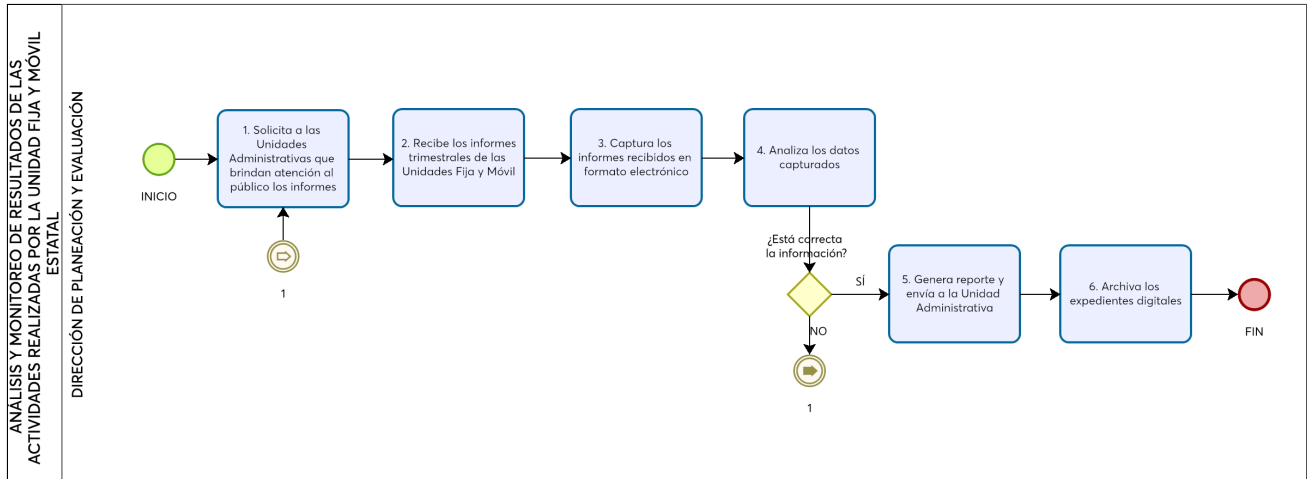 ANÁLISIS Y MONITOREO DE RESULTADOS DE LAS
ACTIVIDADES REALIZADAS POR LA UNIDAD FIJA Y MÓVIL
ESTATAL
DIRECCIÓN DE PLANEACIÓN Y EVALUACIÓN
INICIO
1. Solicita a las
Unidades
Administrativas que
brindan atención al
público los informes
1
2. Recibe los informes
trimestrales de las
Unidades Fija y Móvil
3. Captura los
informes recibidos en
formato electrónico
4. Analiza los datos
capturados
¿Está correcta
la información?
SÍ
NO
1
5. Genera reporte y
envía a la Unidad
Administrativa
6. Archiva los
expedientes digitales
FIN